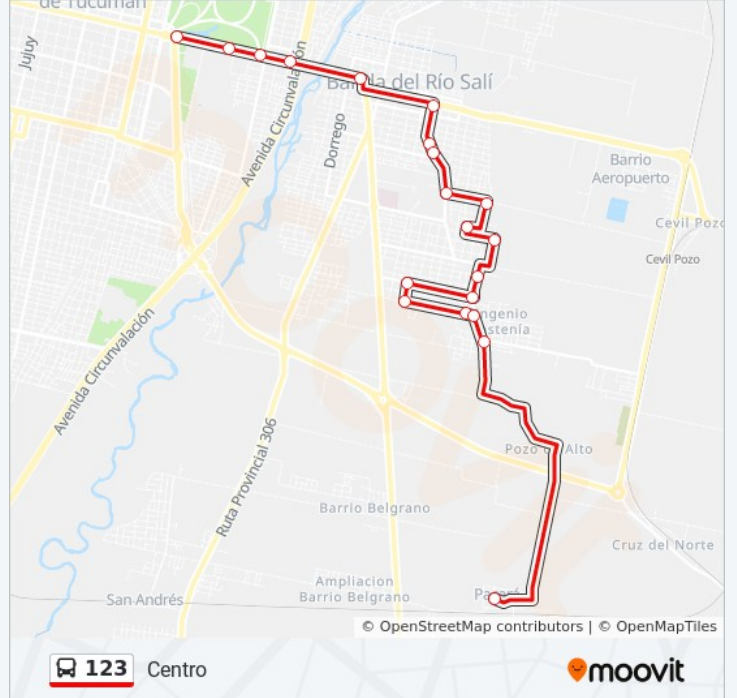 de Tucumán
Jujuy
Avenida Circunvalación
Banda del Río Salí
Dorrego
Barrio
Aeropuerto
Cevil Pozo
Cevil Pozo
Ingenio
Avenida Circunvalación
Ruta Provincial 306
Alto
Pozo
Barrio Belgrano
Cruz del Norte
Ampliacion
Barrio Belgrano
San Andrés
© OpenStreetMap contributors | © OpenMapTiles
123 Centro
moovit